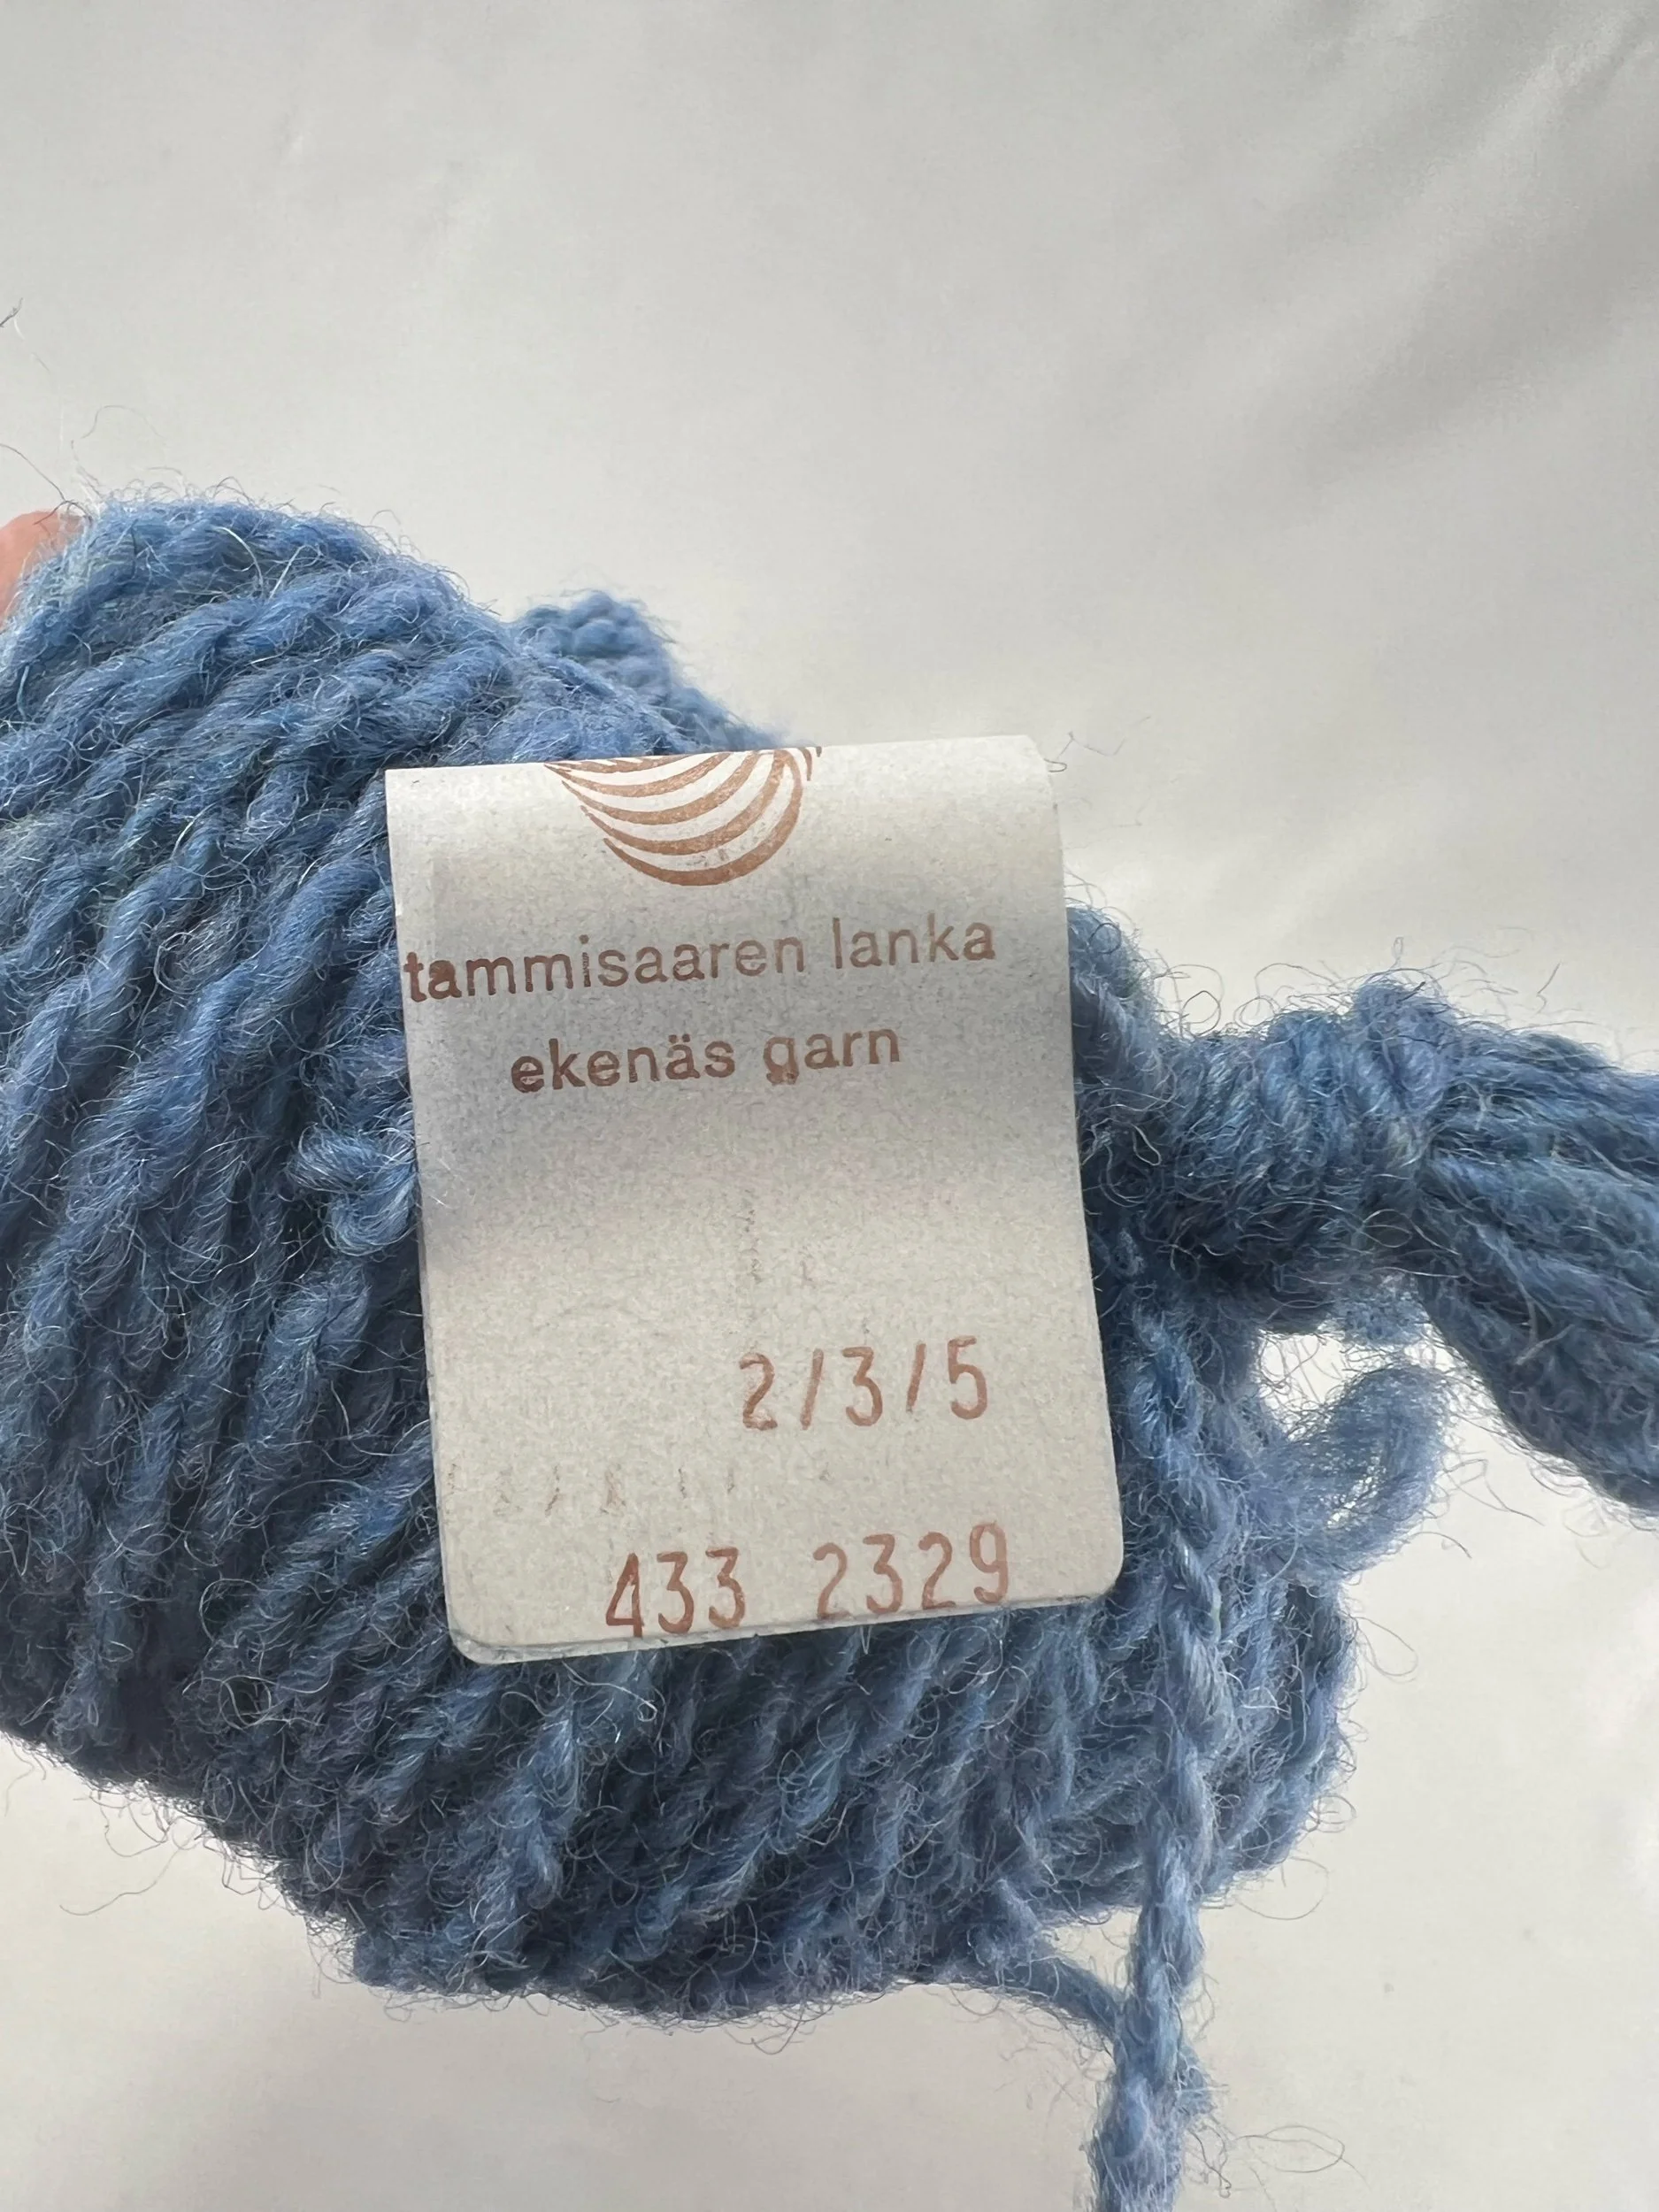 tammisaaren lanka
ekenäs garn
2/3/5
433 2329